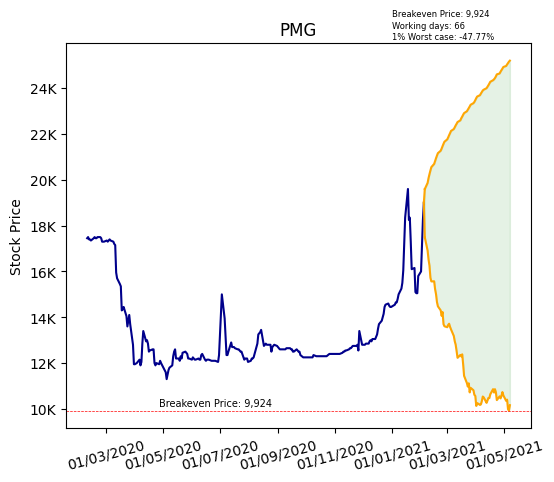 Breakeven Price: 9,924
Working days: 66
1% Worst case: -47.77%
PMG
Stock Price
24K
22K
20K
18K
16K
14K
12K
10K
Breakeven Price: 9,924
01/03/2020
01/05/2020
01/07/2020
01/09/2020
01/11/2020
01/01/2021
01/03/2021
01/05/2021